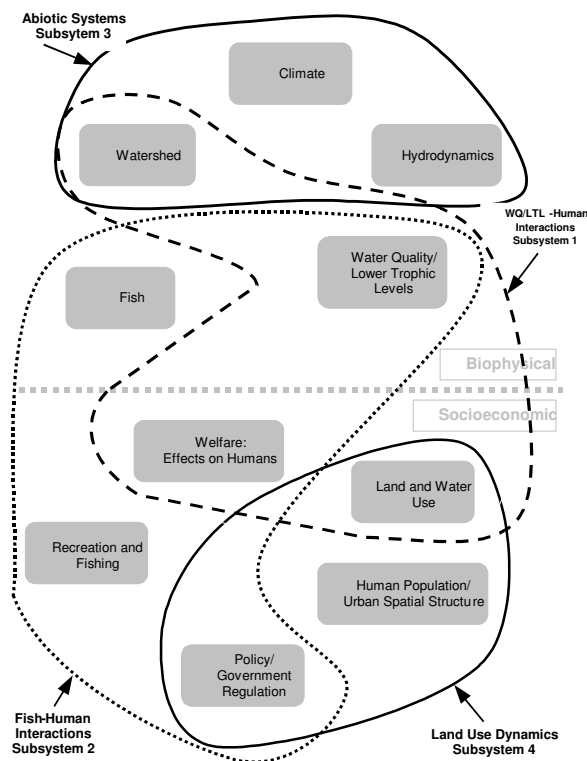 Abiotic Systems
Subsytem 3
Climate
Watershed
Hydrodynamics
WQ/LTL -Human
Interactions
Subsystem 1
Water Quality/
Lower Trophic
Levels
Fish
Biophysical
Socioeconomic
Welfare:
Effects on Humans
Land and Water
Use
Recreation and
Fishing
Human Population/
Urban Spatial Structure
Policy/
Government
Regulation
Fish-Human
Interactions
Subsystem 2
Land Use Dynamics
Subsystem 4